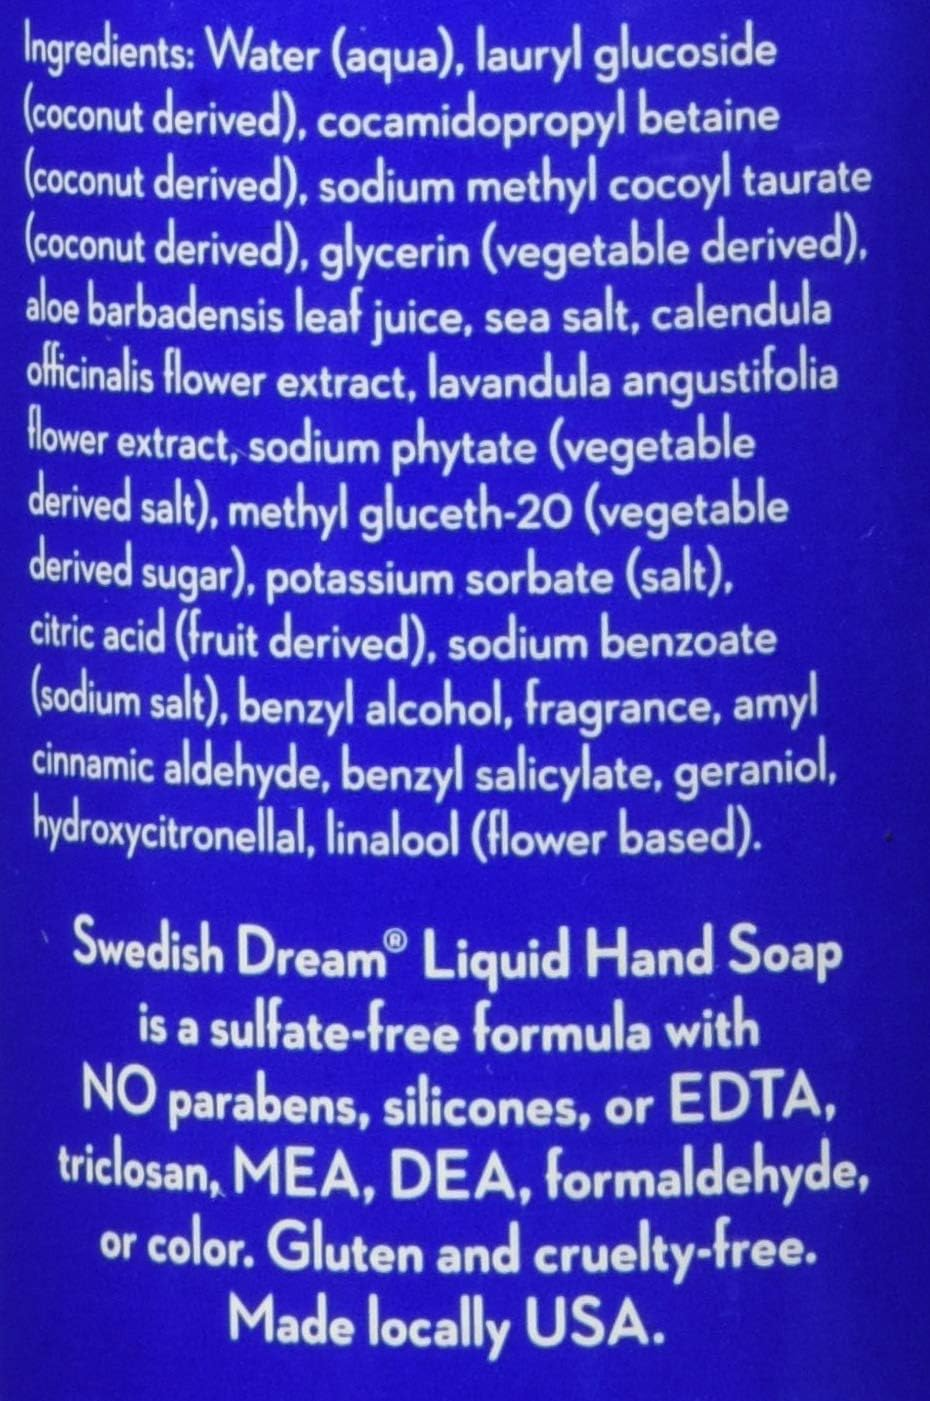 Ingredients: Water (aqua), lauryl glucoside
(coconut derived), cocamidopropyl betaine
(coconut derived), sodium methyl cocoyl taurate
(coconut derived), glycerin (vegetable derived),
aloe barbadensis leaf juice, sea salt, calendula
officinalis flower extract, lavandula angustifolia
flower extract, sodium phytate (vegetable
derived salt), methyl gluceth-20 (vegetable
derived sugar), potassium sorbate (salt),
citric acid (fruit derived), sodium benzoate
(sodium salt), benzyl alcohol, fragrance, amyl
cinnamic aldehyde, benzyl salicylate, geraniol,
hydroxycitronellal, linalool (flower based).
Swedish Dream® Liquid Hand Soap
is a sulfate-free formula with
NO parabens, silicones, or EDTA,
triclosan, MEA, DEA, formaldehyde,
or color. Gluten and cruelty-free.
Made locally USA.